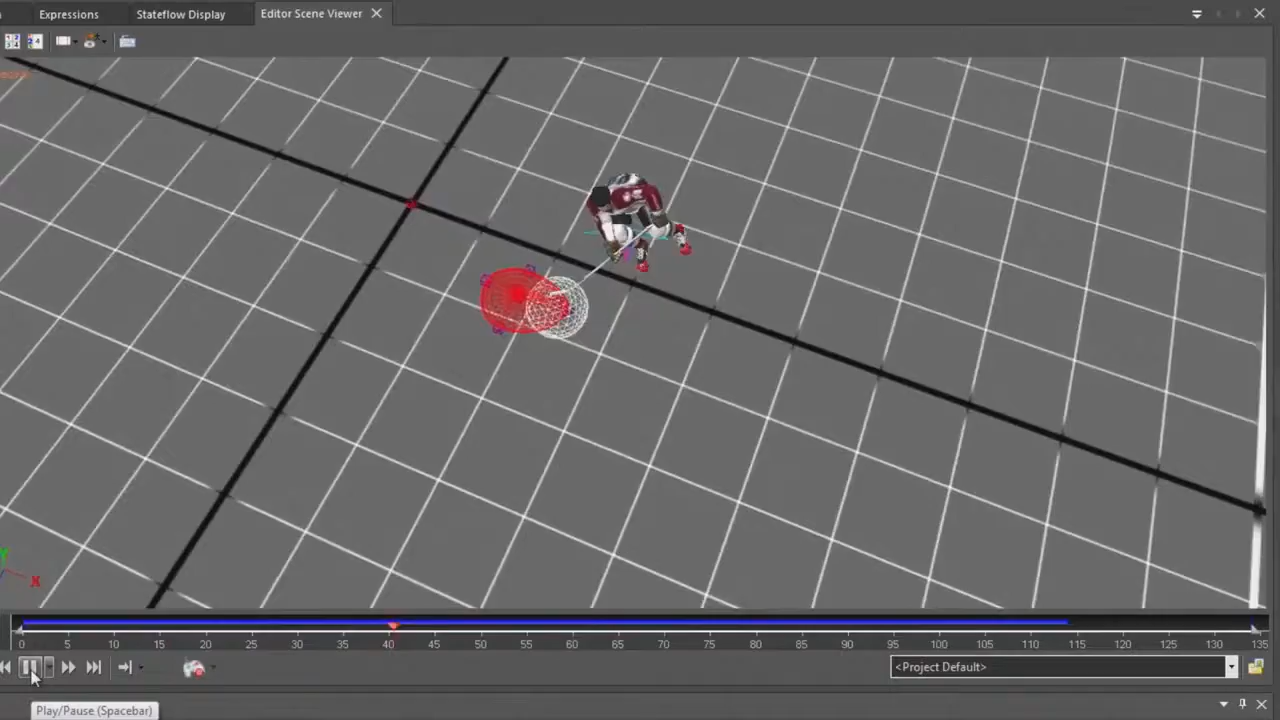 Expressions
Stateflow Display
Editor Scene Viewer
Y
X
0 5 10 15 20 25 30 35 40 45 50 55 60 65 70 75 80 85 90 95 100 105 110 115 120 125 130 135
<Project Default>
Play/Pause (Spacebar)